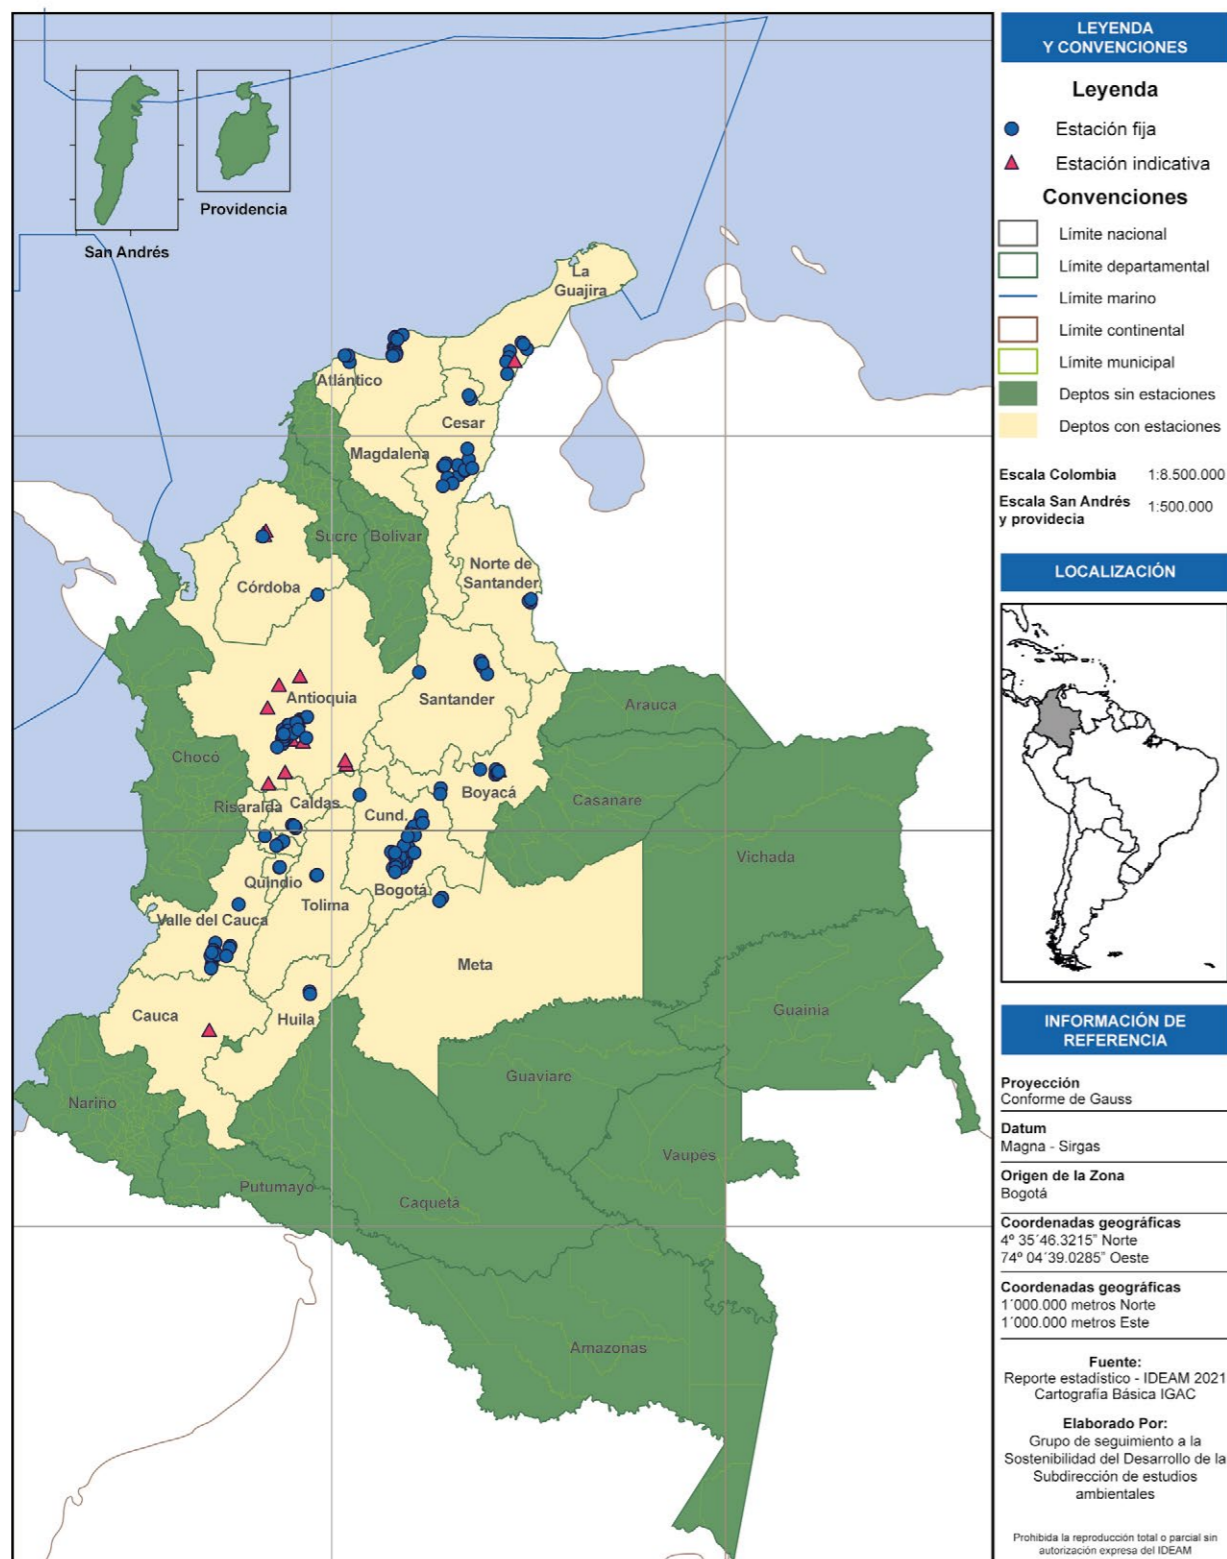 San Andrés
Providencia
La
Guajira
Atlántico
Cesar
Magdalena
Sucre
Bolívar
Norte de
Santander
Córdoba
Antioquia
Santander
Arauca
Chocó
Boyacá
Casanare
Risaralda
Caldas
Cund.
Vichada
Quindio
Bogotá
Tolima
Valle del Cauca
Meta
Cauca
Huila
Guainia
Guaviare
Nariño
Vaupés
Putumayo
Caquetá
Amazonas
LEYENDA
Y CONVENCIONES
Leyenda
Estación fija
Estación indicativa
Convenciones
Límite nacional
Límite departamental
Límite marino
Límite continental
Límite municipal
Deptos sin estaciones
Deptos con estaciones
Escala Colombia 1:8.500.000
Escala San Andrés 1:500.000
y providecia
LOCALIZACIÓN
INFORMACIÓN DE
REFERENCIA
Proyección
Conforme de Gauss
Datum
Magna - Sirgas
Origen de la Zona
Bogotá
Coordenadas geográficas
4º 35´46.3215” Norte
74º 04´39.0285” Oeste
Coordenadas geográficas
1´000.000 metros Norte
1´000.000 metros Este
Fuente:
Reporte estadístico - IDEAM 2021
Cartografía Básica IGAC
Elaborado Por:
Grupo de seguimiento a la
Sostenibilidad del Desarrollo de la
Subdirección de estudios
ambientales
Prohibida la reproducción total o parcial sin
autorización expresa del IDEAM